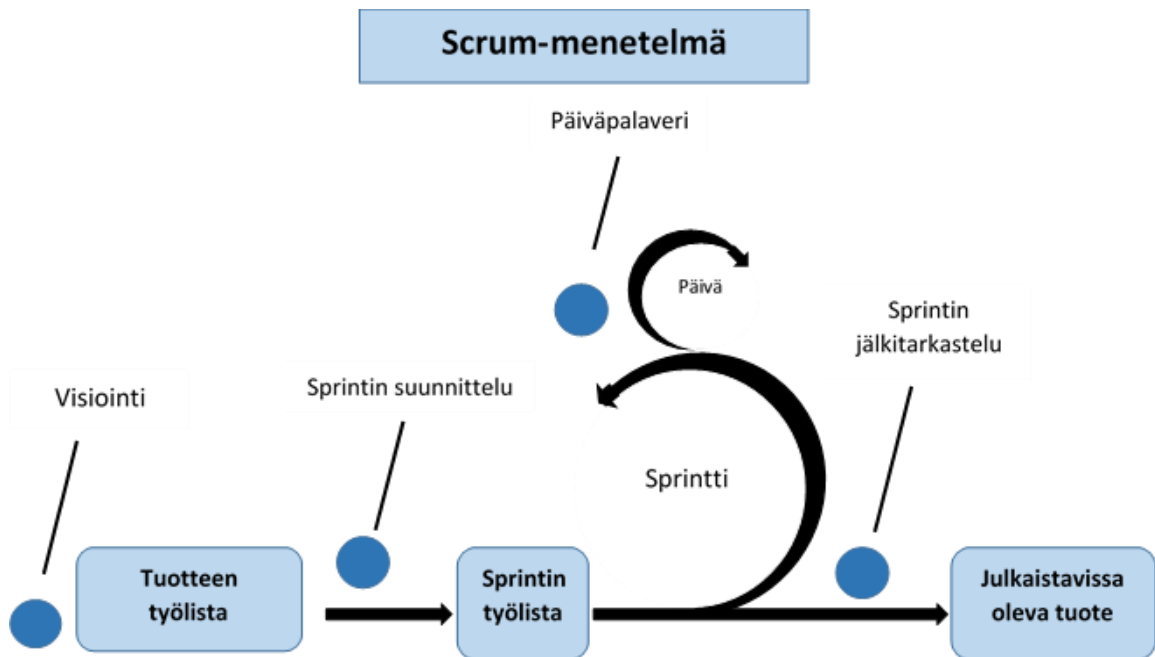 Scrum-menetelmä
Päiväpalaveri
Päivä
Sprintin
jälkitarkastelu
Visiointi
Sprintin suunnittelu
Sprintti
Tuotteen
työlista
Sprintin
työlista
Julkaistavissa
oleva tuote